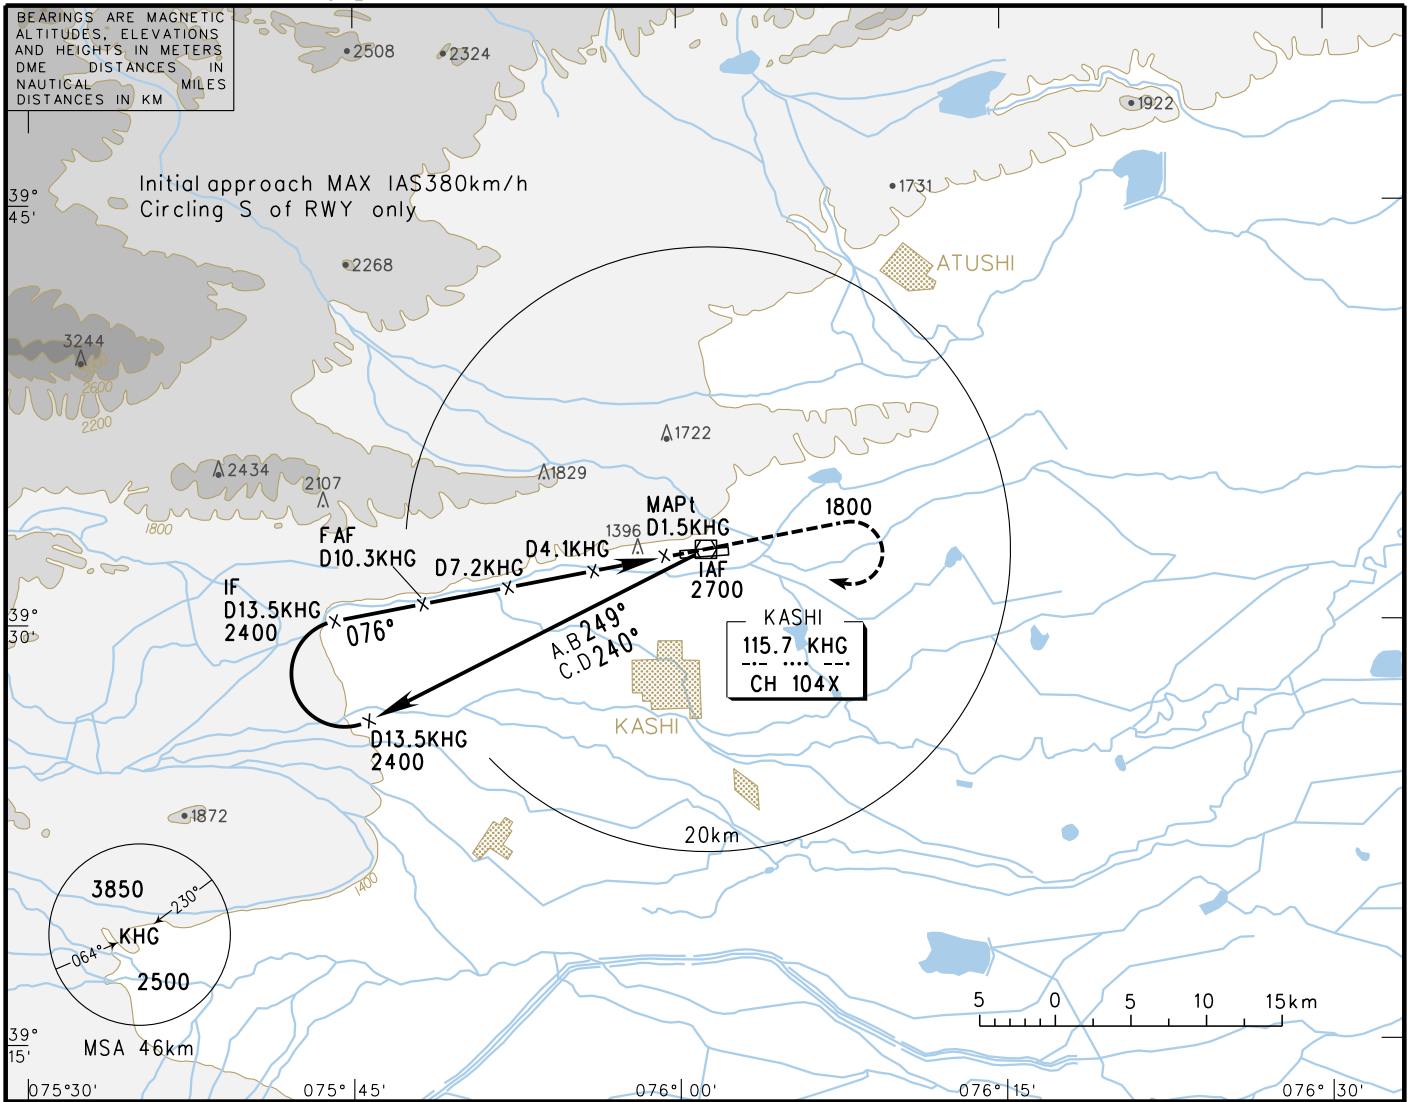 BEARINGS ARE MAGNETIC
ALTITUDES, ELEVATIONS
AND HEIGHTS IN METERS
DME DISTANCES IN
NAUTICAL MILES
DISTANCES IN KM
2508
2324
1922
Initial approach MAX IAS380km/h
Circling S of RWY only
39°
45'
1731
ATUSHI
2268
3244
2600
2200
1722
2434
2107
1829
1800
1396
MAPt
D1.5KHG
1800
FAF
D10.3KHG
D4.1KHG
D7.2KHG
IAF
2700
IF
D13.5KHG
2400
076°
39°
30'
A.B 249°
C.D 240°
KASHI
115.7 KHG
CH 104X
KASHI
D13.5KHG
2400
1872
20km
1400
3850
230°
KHG
064°
2500
MSA 46km
5 0 5 10 15km
39°
15'
075°30'
075°45'
076°00'
076°15'
076°30'